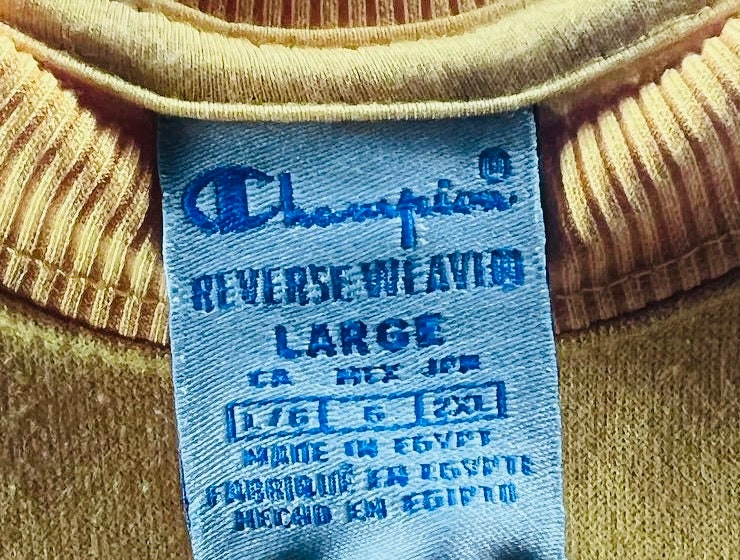 Champion®
REVERSE WEAVE®
LARGE
CA MEX JPN
L/G G 2XL
MADE IN EGYPT
FABRIQUÉ EN EGYPTE
HECHO EN EGIPTO